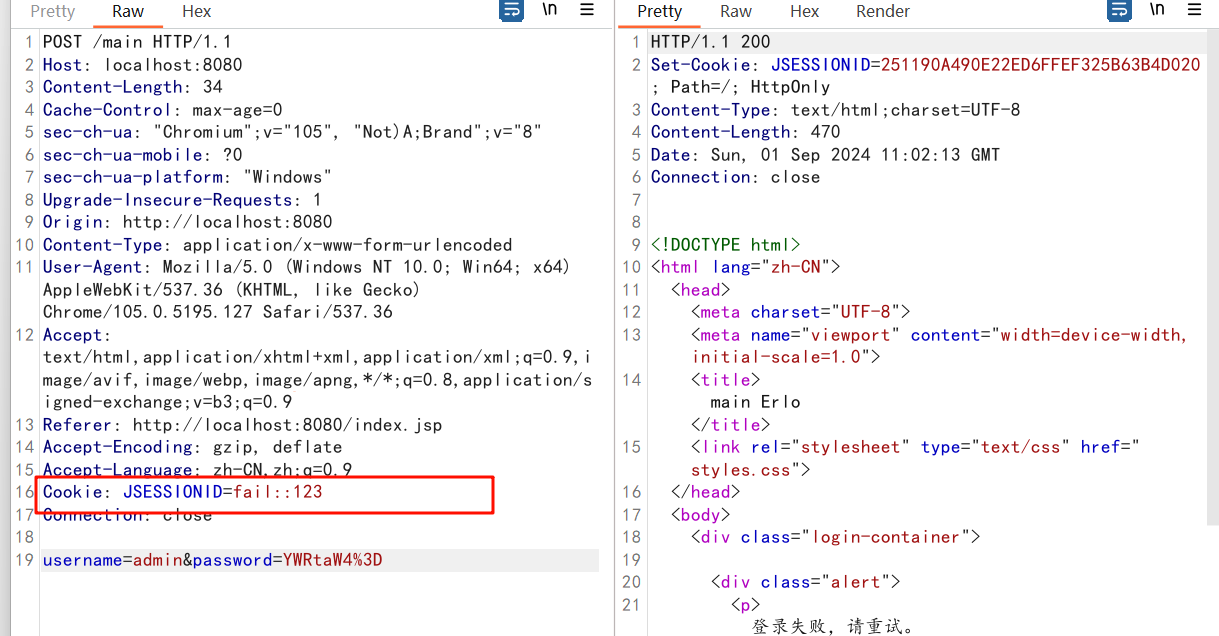 Pretty Raw Hex \n
1 POST /main HTTP/1.1
2 Host: localhost:8080
3 Content-Length: 34
4 Cache-Control: max-age=0
5 sec-ch-ua: "Chromium";v="105", "Not)A;Brand";v="8"
6 sec-ch-ua-mobile: ?0
7 sec-ch-ua-platform: "Windows"
8 Upgrade-Insecure-Requests: 1
9 Origin: http://localhost:8080
10 Content-Type: application/x-www-form-urlencoded
11 User-Agent: Mozilla/5.0 (Windows NT 10.0; Win64; x64)
AppleWebKit/537.36 (KHTML, like Gecko)
Chrome/105.0.5195.127 Safari/537.36
12 Accept:
text/html,application/xhtml+xml,application/xml;q=0.9,i
mage/avif,image/webp,image/apng,*/*;q=0.8,application/s
igned-exchange;v=b3;q=0.9
13 Referer: http://localhost:8080/index.jsp
14 Accept-Encoding: gzip, deflate
15 Accept-Language: zh-CN,zh;q=0.9
16 Cookie: JSESSIONID=fail::123
17 Connection: close
18
19 username=admin&password=YWRtaW4%3D
Pretty Raw Hex Render \n
1 HTTP/1.1 200
2 Set-Cookie: JSESSIONID=251190A490E22ED6FFEF325B63B4D020
; Path=/; HttpOnly
3 Content-Type: text/html;charset=UTF-8
4 Content-Length: 470
5 Date: Sun, 01 Sep 2024 11:02:13 GMT
6 Connection: close
7
8
9 <!DOCTYPE html>
10 <html lang="zh-CN">
11 <head>
12 <meta charset="UTF-8">
13 <meta name="viewport" content="width=device-width,
initial-scale=1.0">
14 <title>
main Erlo
</title>
15 <link rel="stylesheet" type="text/css" href="
styles.css">
16 </head>
17 <body>
18 <div class="login-container">
19
20 <div class="alert">
21 <p>
登录失败，请重试。